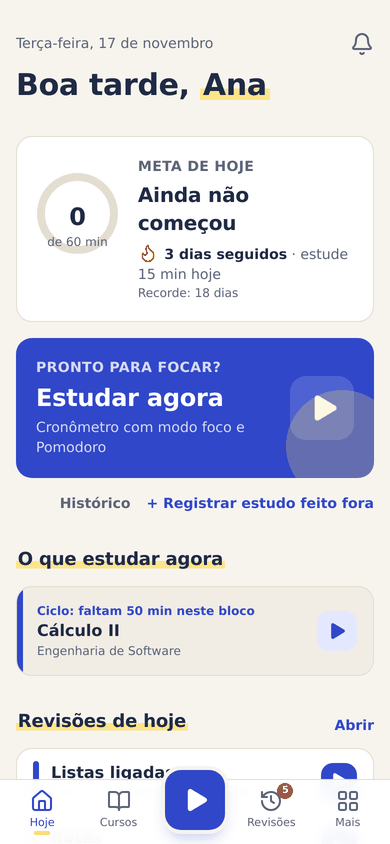 Terça-feira, 17 de novembro
Boa tarde, Ana
META DE HOJE
Ainda não
começou
0
de 60 min
3 dias seguidos · estude
15 min hoje
Recorde: 18 dias
PRONTO PARA FOCAR?
Estudar agora
Cronômetro com modo foco e
Pomodoro
Histórico
+ Registrar estudo feito fora
O que estudar agora
Ciclo: faltam 50 min neste bloco
Cálculo II
Engenharia de Software
Revisões de hoje
Abrir
Listas ligadas
5
Hoje
Cursos
Revisões
Mais